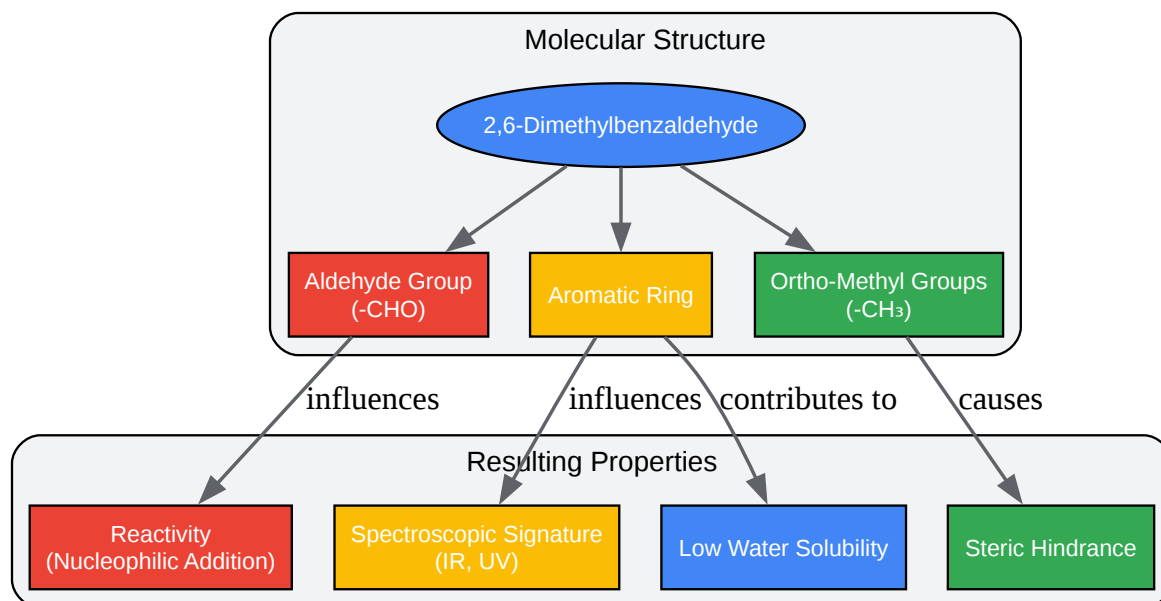 Molecular Structure
2,6-Dimethylbenzaldehyde
Aldehyde Group
(-CHO)
Aromatic Ring
Ortho-Methyl Groups
(-CH₃)
influences
influences
contributes to
causes
Resulting Properties
Reactivity
(Nucleophilic Addition)
Spectroscopic Signature
(IR, UV)
Low Water Solubility
Steric Hindrance